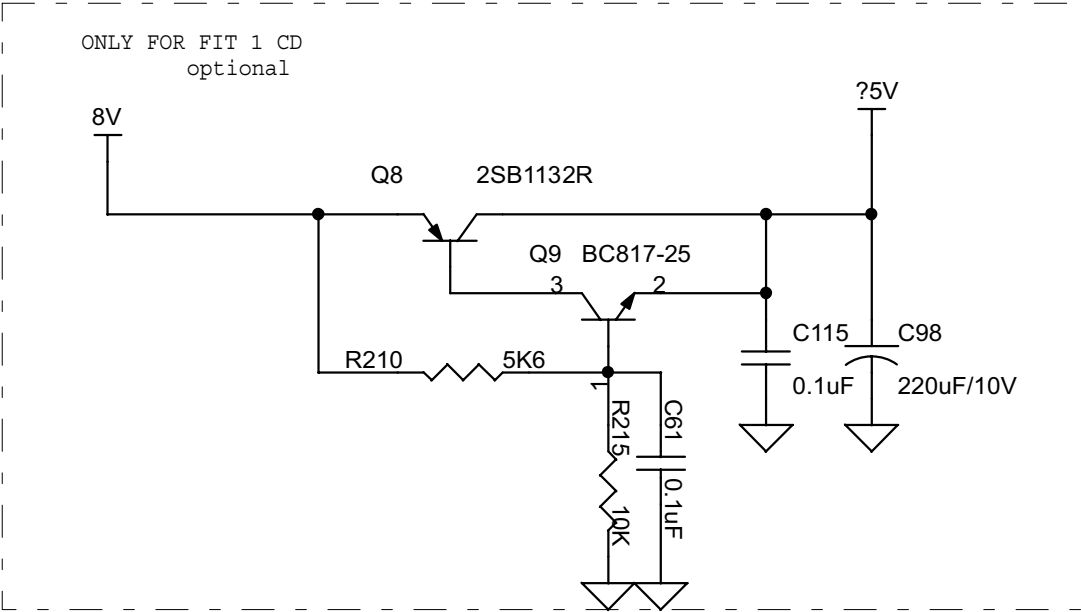 ONLY FOR FIT 1 CD
optional
8V
?5V
Q8 2SB1132R
Q9 BC817-25
3 2
C115 C98
0.1uF 220uF/10V
R210 5K6
1
R215
10K
C61
0.1uF